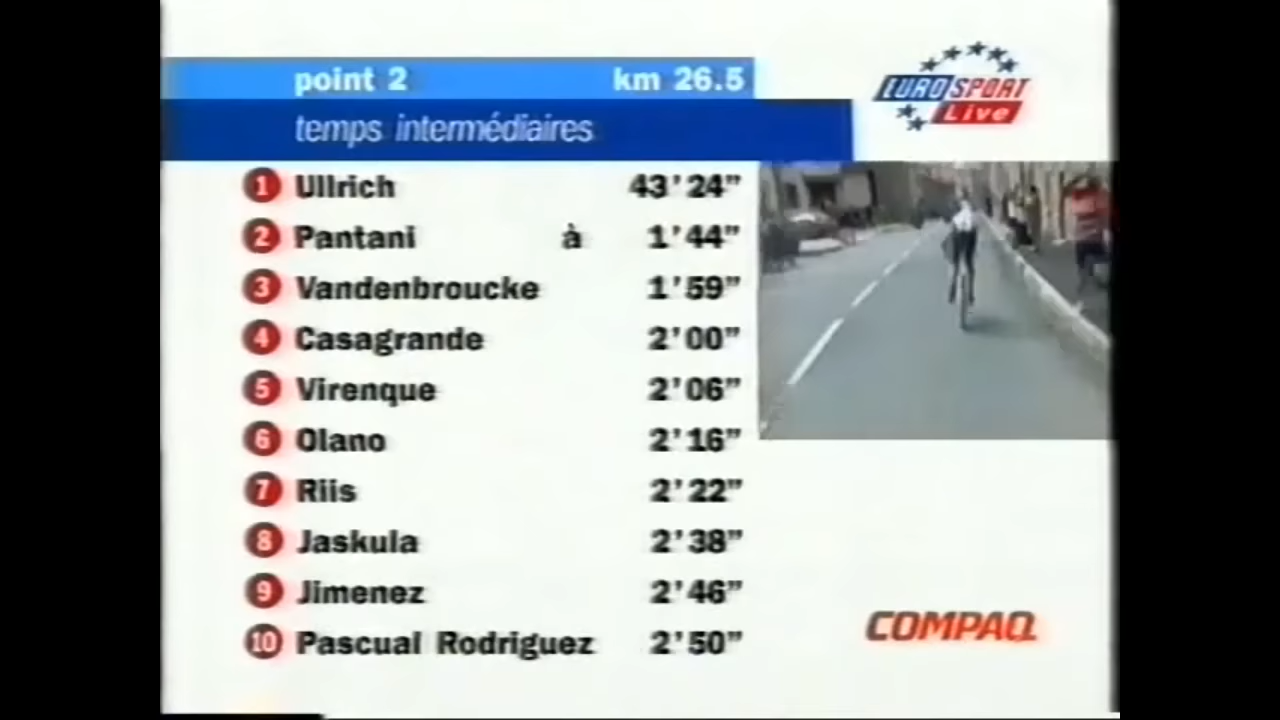 point 2 km 26.5
EUROSPORT
Live
temps intermédiaires
1 Ullrich 43'24"
2 Pantani à 1'44"
3 Vandenbroucke 1'59"
4 Casagrande 2'00"
5 Virenque 2'06"
6 Olano 2'16"
7 Riis 2'22"
8 Jaskula 2'38"
9 Jimenez 2'46"
10 Pascual Rodriguez 2'50"
COMPAQ